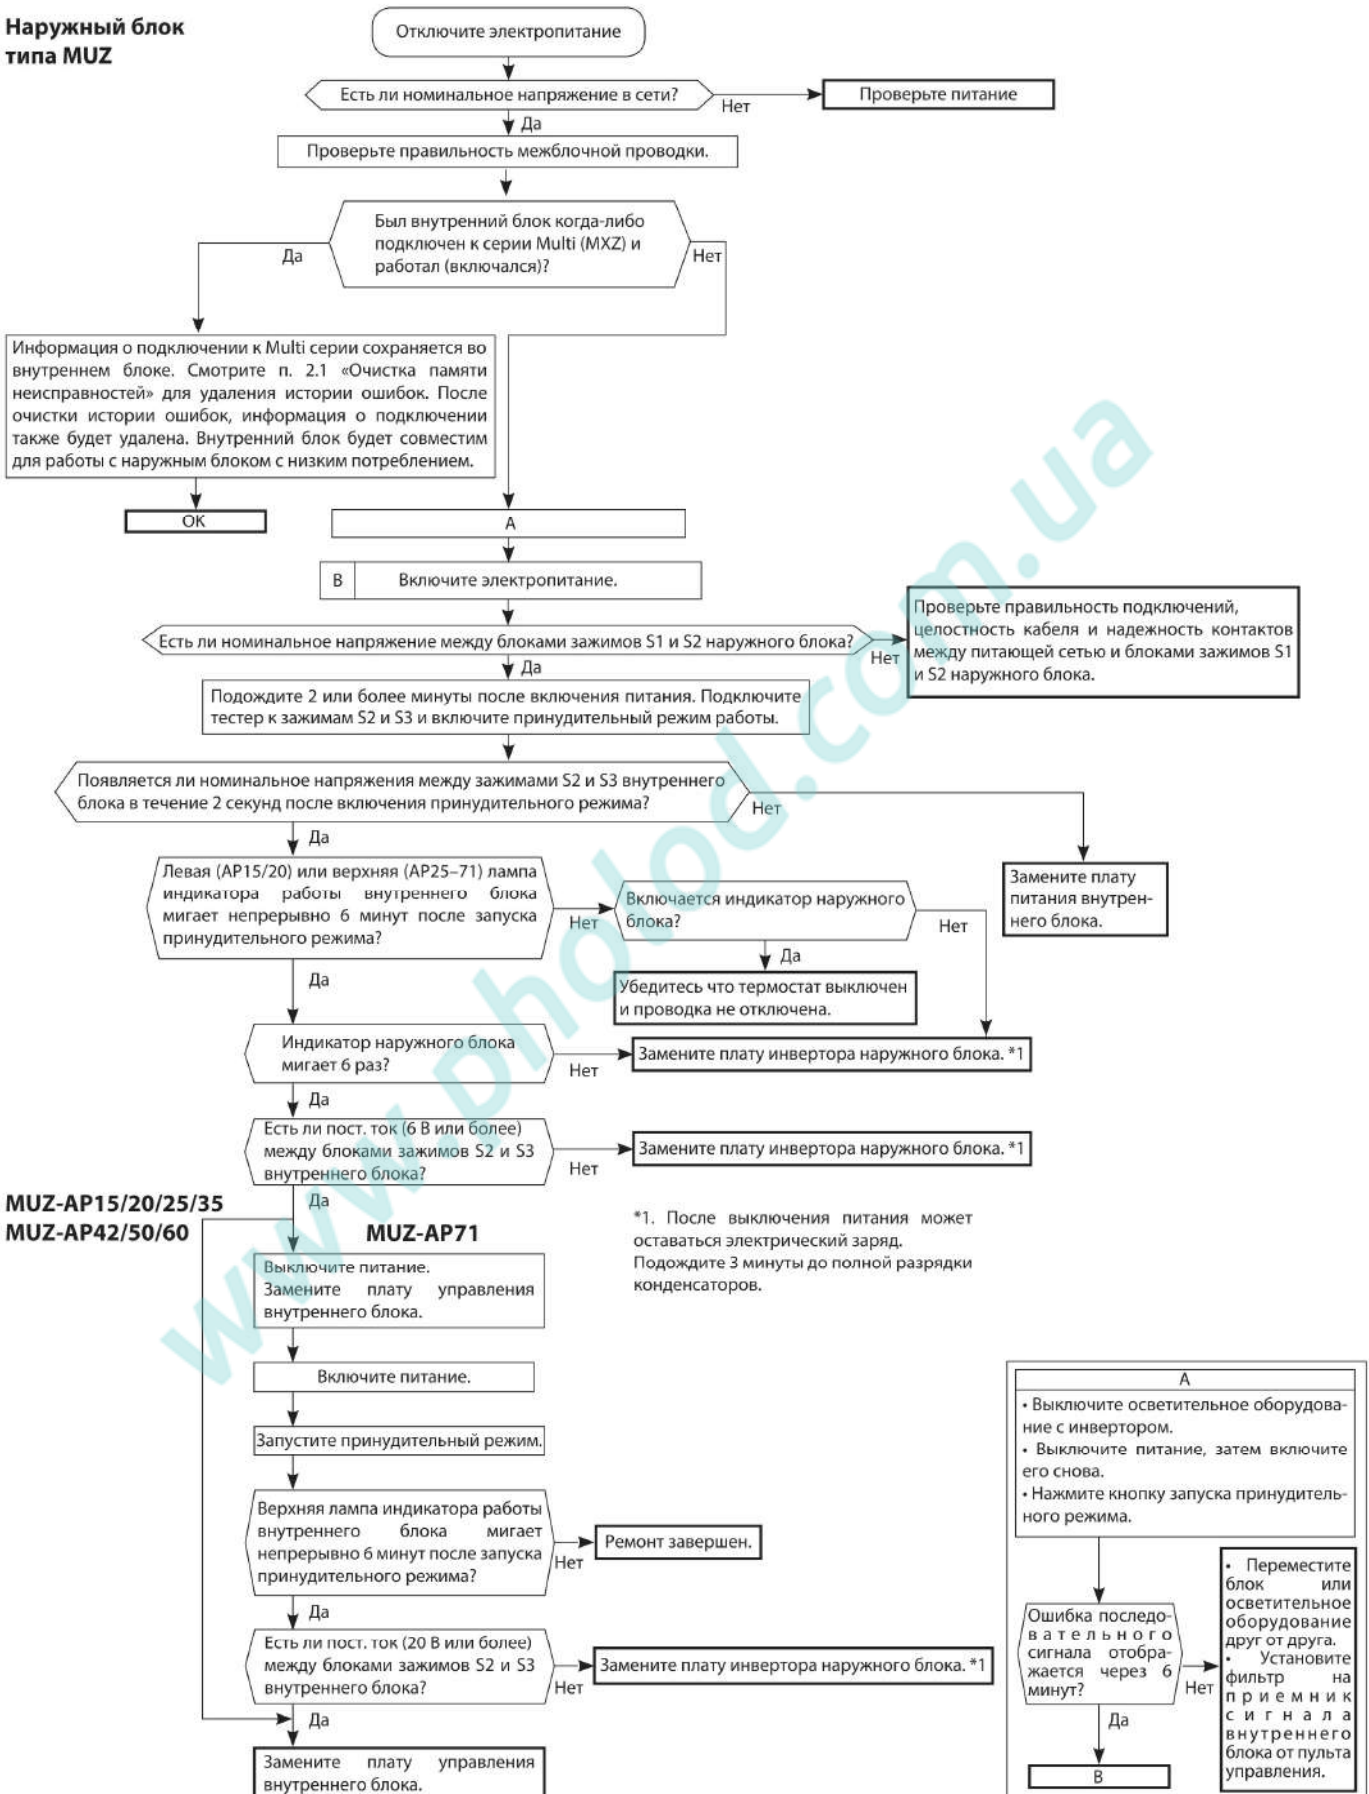 Наружный блок
типа MUZ
Отключите электропитание
Есть ли номинальное напряжение в сети?
Нет
Проверьте питание
Да
Проверьте правильность межблочной проводки.
Был внутренний блок когда-либо
подключен к серии Multi (MXZ) и
работал (включался)?
Да
Нет
Информация о подключении к Multi серии сохраняется во
внутреннем блоке. Смотрите п. 2.1 «Очистка памяти
неисправностей» для удаления истории ошибок. После
очистки истории ошибок, информация о подключении
также будет удалена. Внутренний блок будет совместим
для работы с наружным блоком с низким потреблением.
OK
A
B
Включите электропитание.
Есть ли номинальное напряжение между блоками зажимов S1 и S2 наружного блока?
Нет
Проверьте правильность подключений,
целостность кабеля и надежность контактов
между питающей сетью и блоками зажимов S1
и S2 наружного блока.
Да
Подождите 2 или более минуты после включения питания. Подключите
тестер к зажимам S2 и S3 и включите принудительный режим работы.
Появляется ли номинальное напряжения между зажимами S2 и S3 внутреннего
блока в течение 2 секунд после включения принудительного режима?
Нет
Да
Замените плату
питания внутрен-
него блока.
Левая (AP15/20) или верхняя (AP25–71) лампа
индикатора работы внутреннего блока
мигает непрерывно 6 минут после запуска
принудительного режима?
Нет
Включается индикатор наружного
блока?
Нет
Да
Убедитесь что термостат выключен
и проводка не отключена.
Да
Индикатор наружного блока
мигает 6 раз?
Нет
Замените плату инвертора наружного блока. *1
Да
Есть ли пост. ток (6 В или более)
между блоками зажимов S2 и S3
внутреннего блока?
Нет
Замените плату инвертора наружного блока. *1
Да
MUZ-AP15/20/25/35
MUZ-AP42/50/60
MUZ-AP71
*1. После выключения питания может
оставаться электрический заряд.
Подождите 3 минуты до полной разрядки
конденсаторов.
Выключите питание.
Замените плату управления
внутреннего блока.
Включите питание.
Запустите принудительный режим.
Верхняя лампа индикатора работы
внутреннего блока мигает
непрерывно 6 минут после запуска
принудительного режима?
Нет
Ремонт завершен.
Да
Есть ли пост. ток (20 В или более)
между блоками зажимов S2 и S3
внутреннего блока?
Нет
Замените плату инвертора наружного блока. *1
Да
Замените плату управления
внутреннего блока.
A
• Выключите осветительное оборудова-
ние с инвертором.
• Выключите питание, затем включите
его снова.
• Нажмите кнопку запуска принудитель-
ного режима.
Ошибка последо-
вательного
сигнала отобра-
жается через 6
минут?
Нет
Да
B
• Переместите
блок или
осветительное
оборудование
друг от друга.
• Установите
фильтр на
приемник
сигнала
внутреннего
блока от пульта
управления.
www.pholod.com.ua